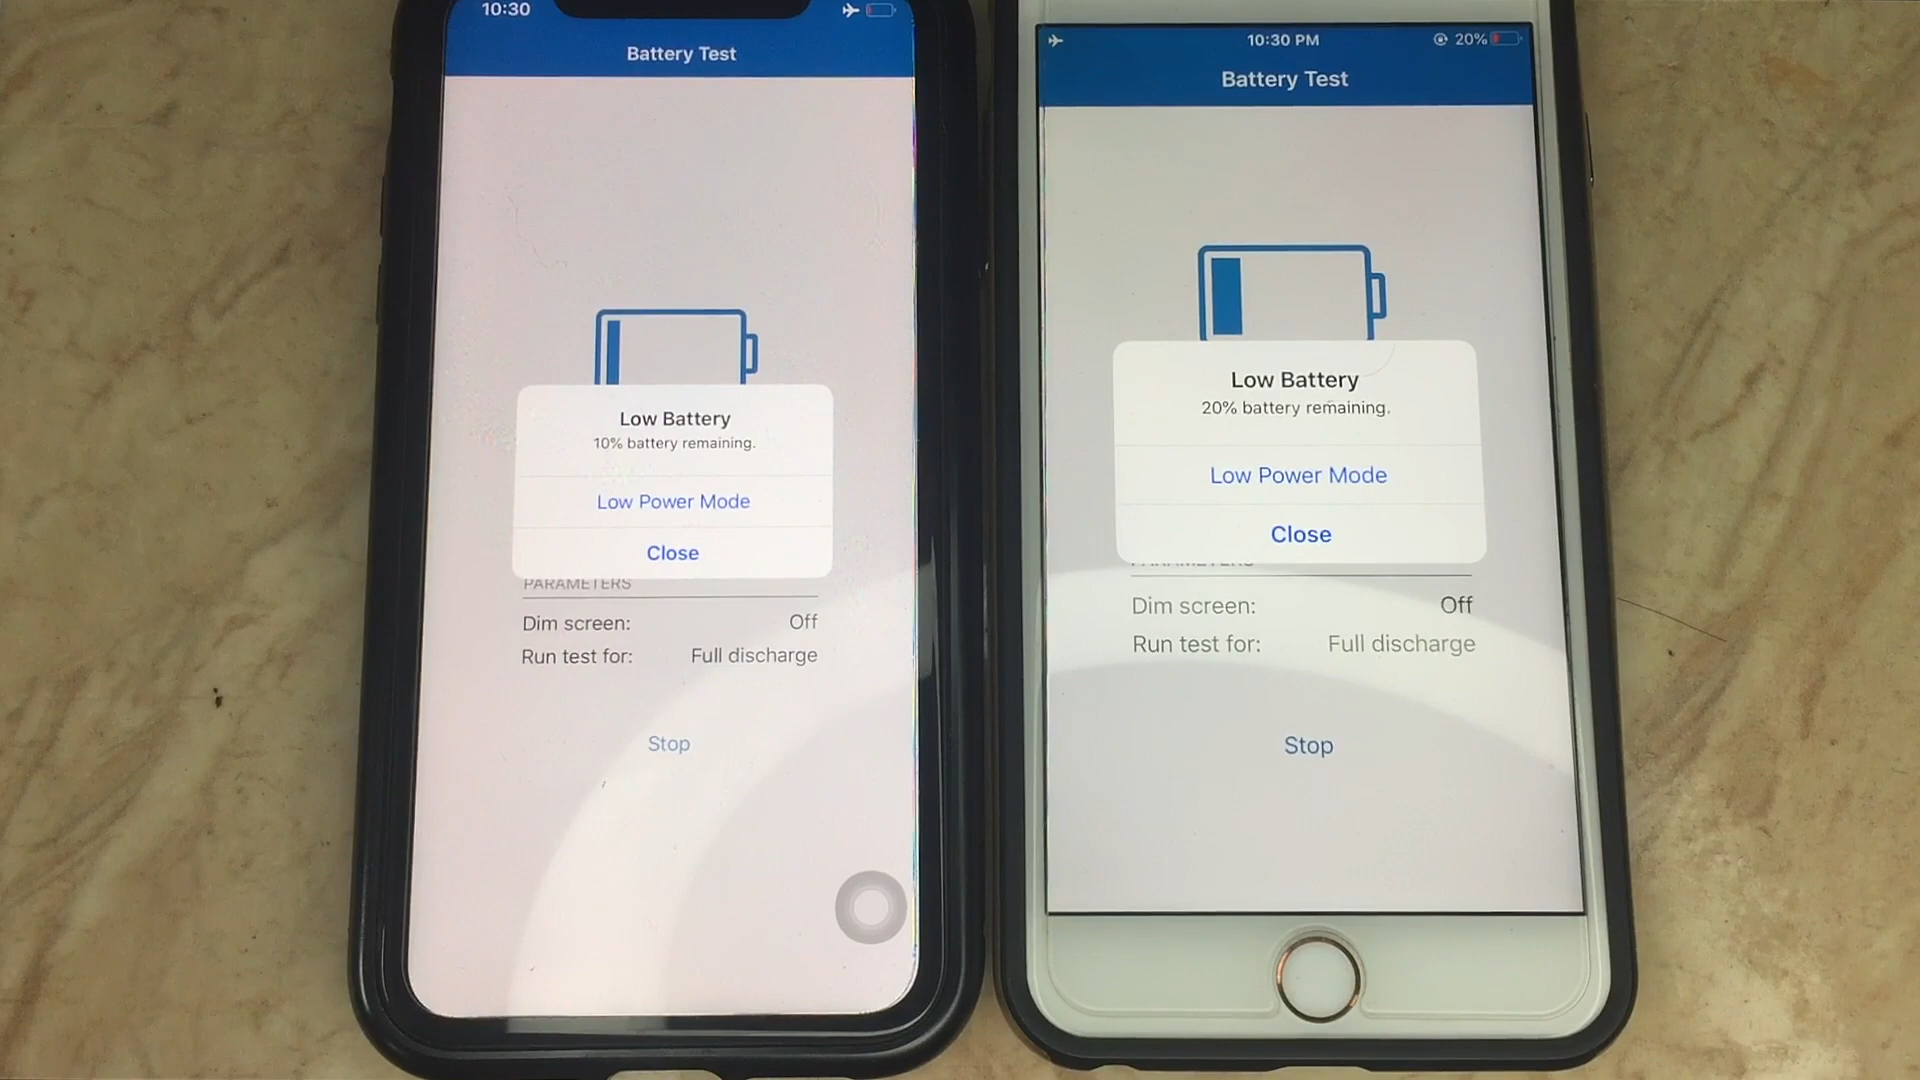 10:30
Battery Test
Low Battery
10% battery remaining.
Low Power Mode
Close
PARAMETERS
Dim screen: Off
Run test for: Full discharge
Stop
10:30 PM 20%
Battery Test
Low Battery
20% battery remaining.
Low Power Mode
Close
PARAMETERS
Dim screen: Off
Run test for: Full discharge
Stop